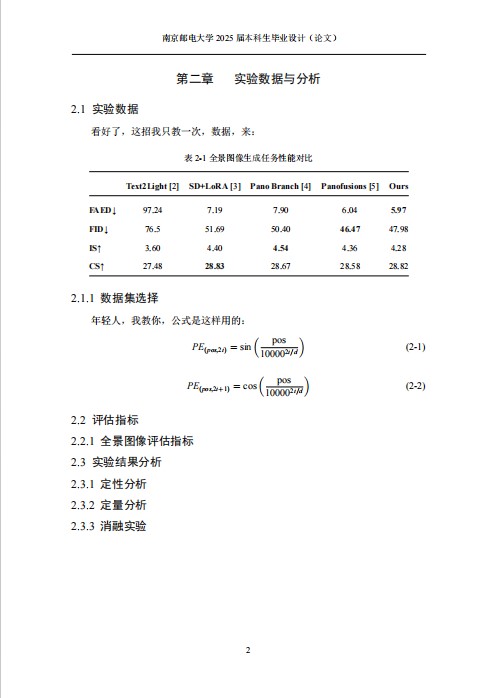 南京邮电大学 2025 届本科生毕业设计（论文）
第二章 实验数据与分析
2.1 实验数据
看好了，这招我只教一次，数据，来：
表 2-1 全景图像生成任务性能对比
Text2Light [2] SD+LoRA [3] Pano Branch [4] Panofusions [5] Ours
FAED↓ 97.24 7.19 7.90 6.04 5.97
FID↓ 76.5 51.69 50.40 46.47 47.98
IS↑ 3.60 4.40 4.54 4.36 4.28
CS↑ 27.48 28.83 28.67 28.58 28.82
2.1.1 数据集选择
年轻人，我教你，公式是这样用的：
PE(pos,2i) = sin(pos / 10000^{2i/d}) (2-1)
PE(pos,2i+1) = cos(pos / 10000^{2i/d}) (2-2)
2.2 评估指标
2.2.1 全景图像评估指标
2.3 实验结果分析
2.3.1 定性分析
2.3.2 定量分析
2.3.3 消融实验
2